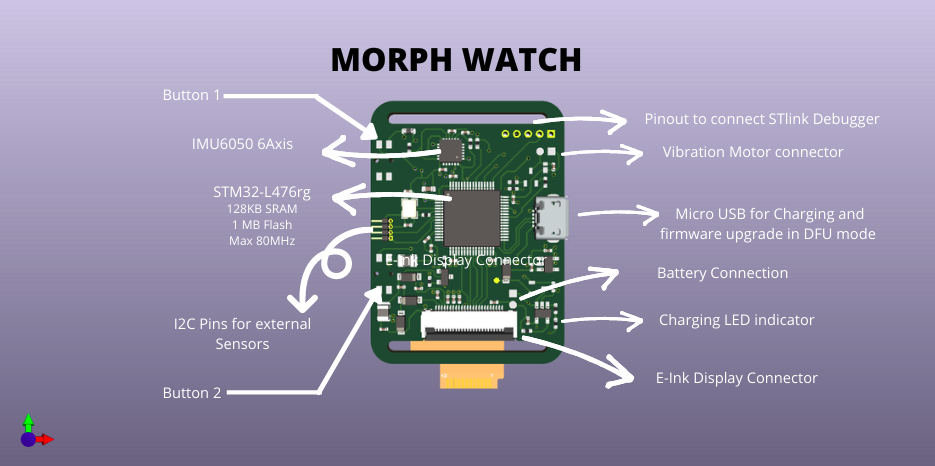 MORPH WATCH
Button 1
IMU6050 6Axis
STM32-L476rg
128KB SRAM
1 MB Flash
Max 80MHz
I2C Pins for external
Sensors
Button 2
E-Ink Display Connector
Pinout to connect STlink Debugger
Vibration Motor connector
Micro USB for Charging and
firmware upgrade in DFU mode
Battery Connection
Charging LED indicator
E-Ink Display Connector